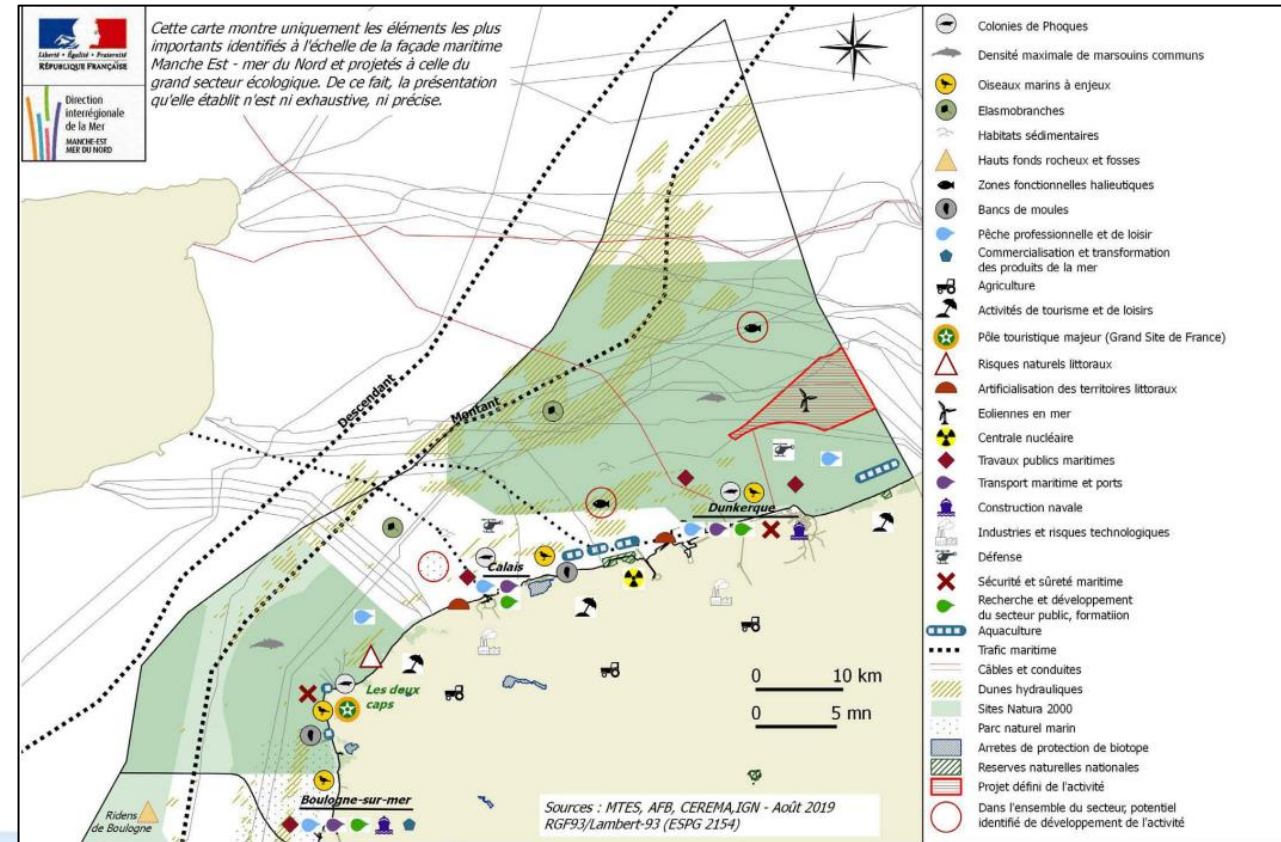 Liberté • Égalité • Fraternité
RÉPUBLIQUE FRANÇAISE
Direction
interrégionale
de la Mer
MANCHE-EST
MER DU NORD
Cette carte montre uniquement les éléments les plus
importants identifiés à l'échelle de la façade maritime
Manche Est - mer du Nord et projetés à celle du
grand secteur écologique. De ce fait, la présentation
qu'elle établit n'est ni exhaustive, ni précise.
Descendant
Montant
Dunkerque
Calais
Les deux
caps
Boulogne-sur-mer
Ridens
de Boulogne
0 10 km
0 5 mn
Sources : MTES, AFB, CEREMA,IGN - Août 2019
RGF93/Lambert-93 (ESPG 2154)
Colonies de Phoques
Densité maximale de marsouins communs
Oiseaux marins à enjeux
Elasmobranches
Habitats sédimentaires
Hauts fonds rocheux et fosses
Zones fonctionnelles halieutiques
Bancs de moules
Pêche professionnelle et de loisir
Commercialisation et transformation
des produits de la mer
Agriculture
Activités de tourisme et de loisirs
Pôle touristique majeur (Grand Site de France)
Risques naturels littoraux
Artificialisation des territoires littoraux
Eoliennes en mer
Centrale nucléaire
Travaux publics maritimes
Transport maritime et ports
Construction navale
Industries et risques technologiques
Défense
Sécurité et sûreté maritime
Recherche et développement
du secteur public, formatiion
Aquaculture
Trafic maritime
Câbles et conduites
Dunes hydrauliques
Sites Natura 2000
Parc naturel marin
Arretes de protection de biotope
Reserves naturelles nationales
Projet défini de l'activité
Dans l'ensemble du secteur, potentiel
identifié de développement de l'activité